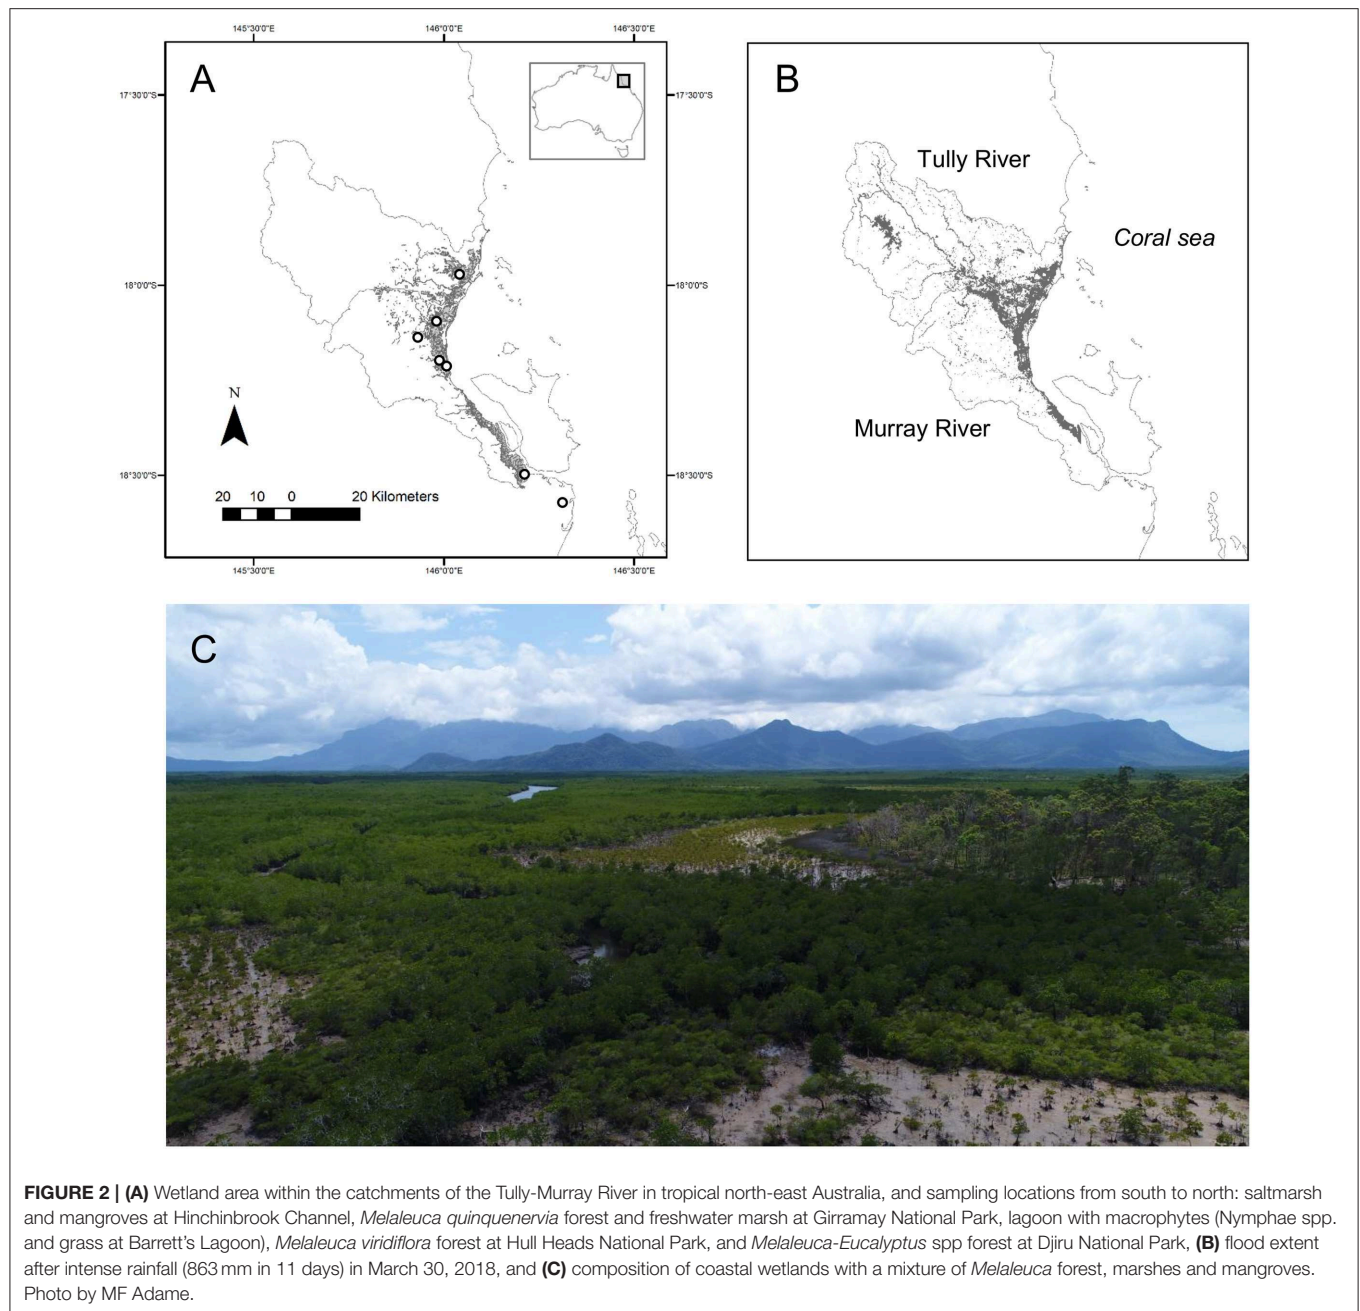 145°30'0"E 146°0'0"E 146°30'0"E
A
17°30'0"S 17°30'0"S
18°0'0"S 18°0'0"S
N
18°30'0"S 18°30'0"S
20 10 0 20 Kilometers
145°30'0"E 146°0'0"E 146°30'0"E
B
Tully River
Coral sea
Murray River
C
FIGURE 2 | (A) Wetland area within the catchments of the Tully-Murray River in tropical north-east Australia, and sampling locations from south to north: saltmarsh
and mangroves at Hinchinbrook Channel, Melaleuca quinquenervia forest and freshwater marsh at Girramay National Park, lagoon with macrophytes (Nymphae spp.
and grass at Barrett's Lagoon), Melaleuca viridiflora forest at Hull Heads National Park, and Melaleuca-Eucalyptus spp forest at Djiru National Park, (B) flood extent
after intense rainfall (863 mm in 11 days) in March 30, 2018, and (C) composition of coastal wetlands with a mixture of Melaleuca forest, marshes and mangroves.
Photo by MF Adame.